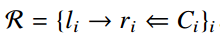 ℛ = {lᵢ → rᵢ ⇐ Cᵢ}ᵢ